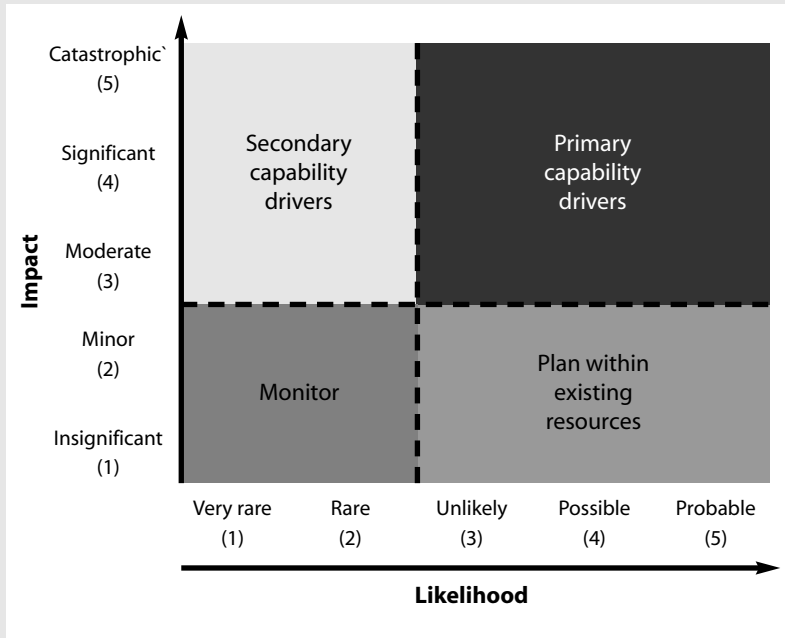 Catastrophic`
(5)
Significant
(4)
Moderate
(3)
Minor
(2)
Insignificant
(1)
Impact
Secondary
capability
drivers
Primary
capability
drivers
Monitor
Plan within
existing
resources
Very rare
(1)
Rare
(2)
Unlikely
(3)
Possible
(4)
Probable
(5)
Likelihood